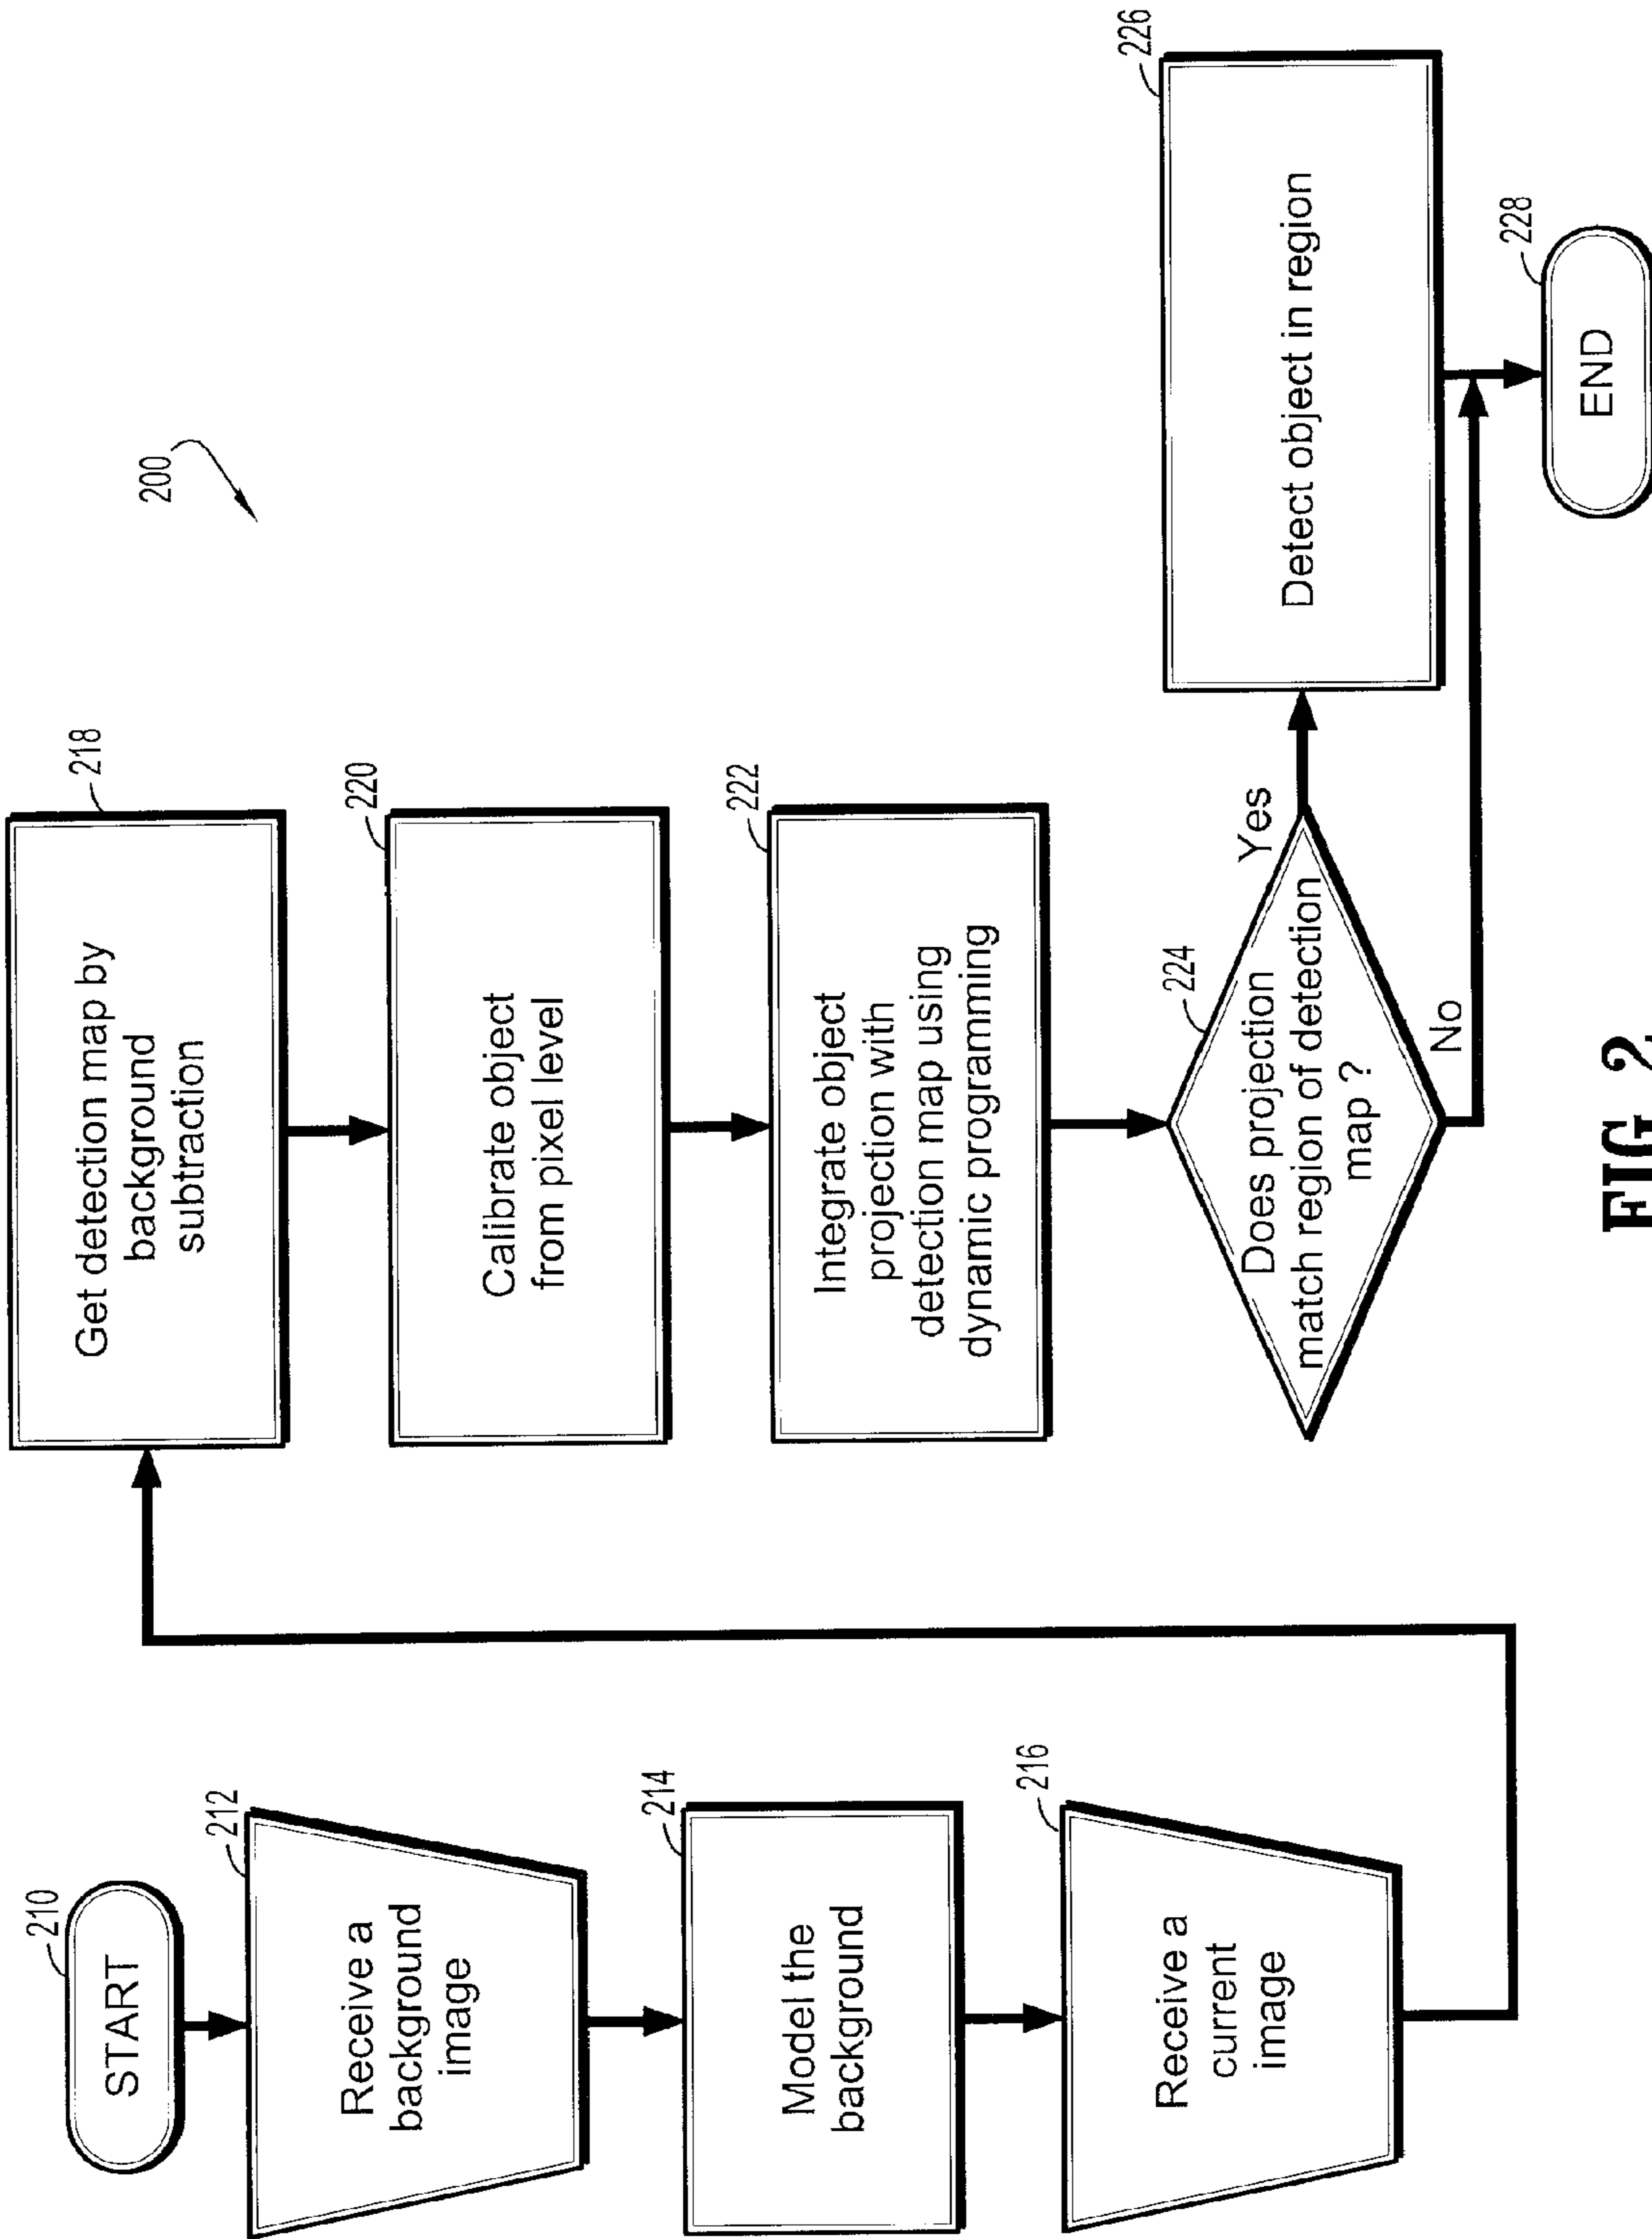 200
210
START
212
Receive a
background
image
214
Model the
background
216
Receive a
current
image
218
Get detection map by
background
subtraction
220
Calibrate object
from pixel level
222
Integrate object
projection with
detection map using
dynamic programming
224
Does projection
match region of detection
map ?
Yes
No
226
Detect object in region
228
END
FIG 2